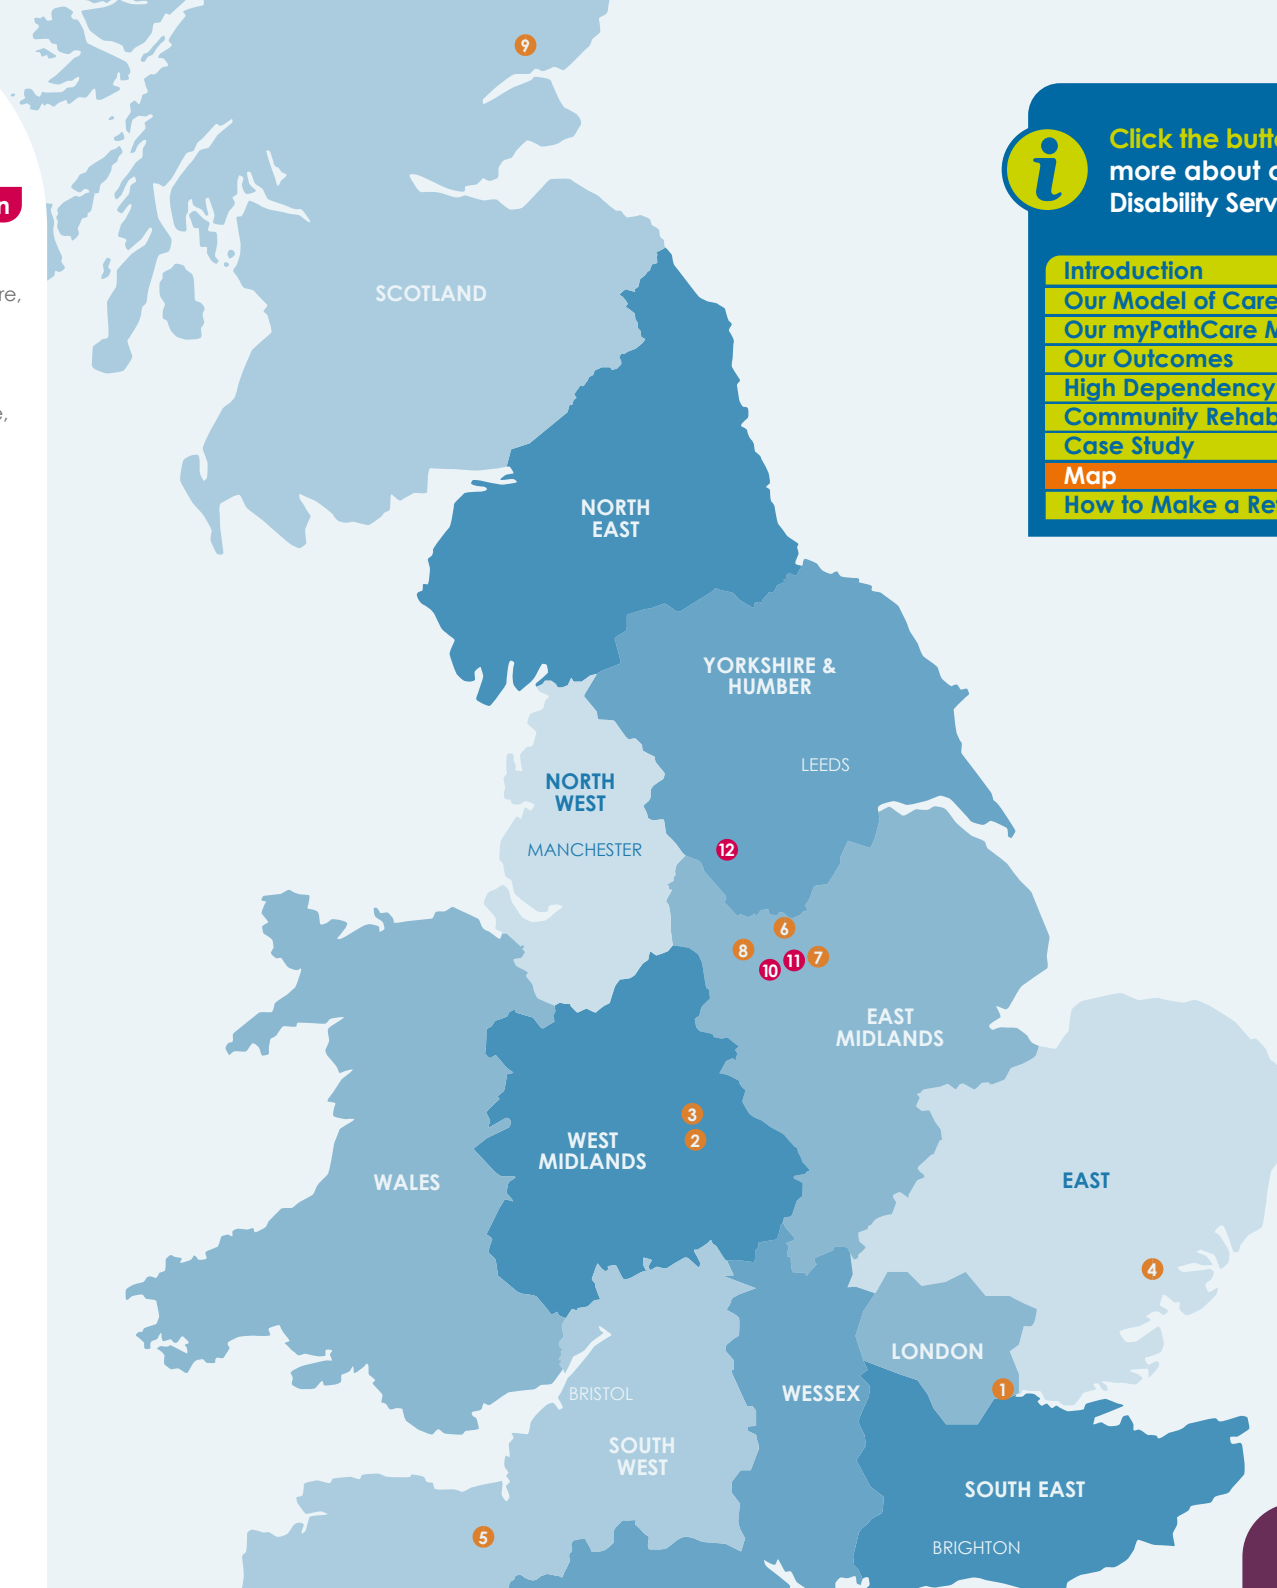 n
re,
e,
9
SCOTLAND
NORTH
EAST
YORKSHIRE &
HUMBER
LEEDS
NORTH
WEST
MANCHESTER
12
6
8
10
11
7
EAST
MIDLANDS
3
2
WEST
MIDLANDS
WALES
EAST
4
LONDON
1
WESSEX
BRISTOL
SOUTH
WEST
SOUTH EAST
5
BRIGHTON
i
Click the butt
more about
Disability Serv
Introduction
Our Model of Care
Our myPathCare M
Our Outcomes
High Dependency
Community Rehab
Case Study
Map
How to Make a Re